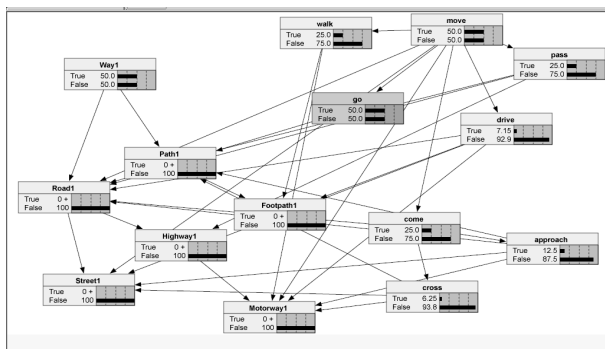 walk
True 25.0
False 75.0
move
True 50.0
False 50.0
pass
True 25.0
False 75.0
Way1
True 50.0
False 50.0
go
True 50.0
False 50.0
drive
True 7.15
False 92.9
Path1
True 0 +
False 100
Road1
True 0 +
False 100
Footpath1
True 0 +
False 100
come
True 25.0
False 75.0
Highway1
True 0 +
False 100
approach
True 12.5
False 87.5
Street1
True 0 +
False 100
cross
True 6.25
False 93.8
Motorway1
True 0 +
False 100